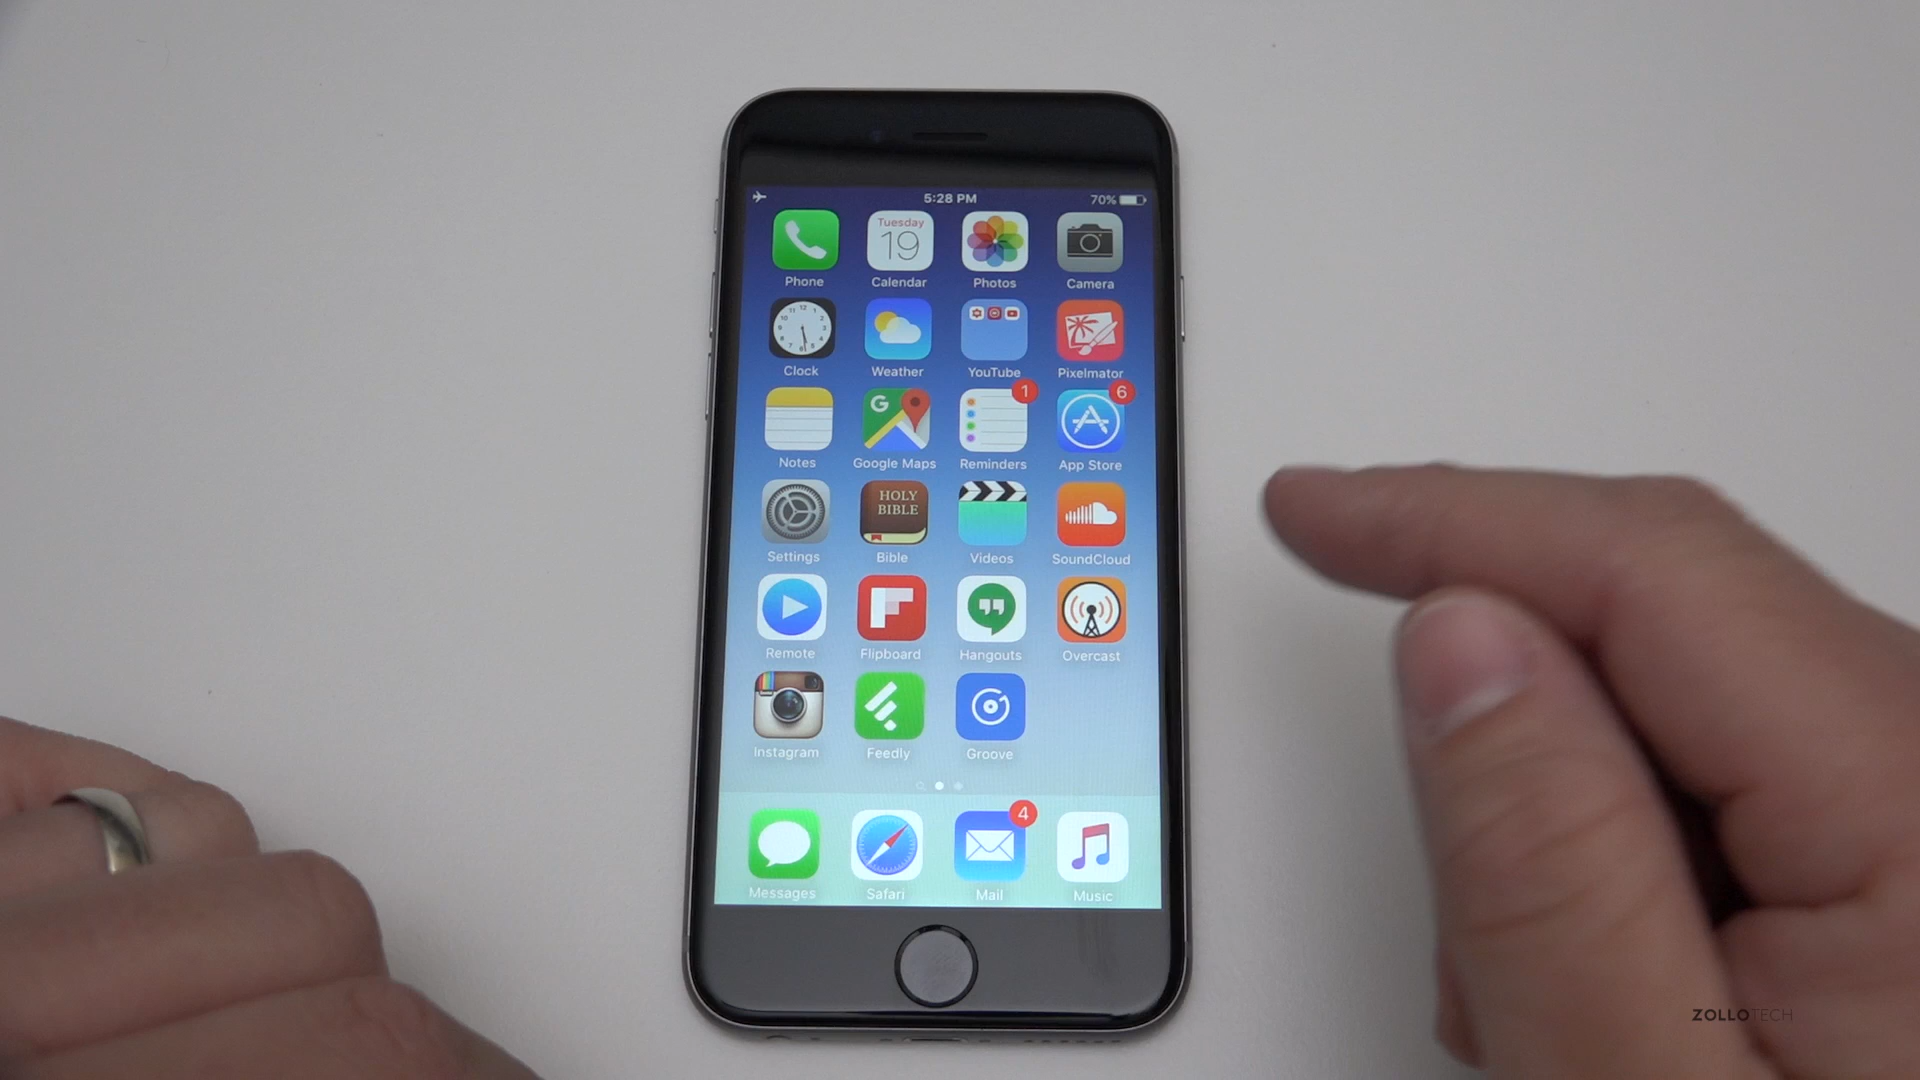 5:28 PM 70%
Tuesday
19
Phone Calendar Photos Camera
12
Clock Weather YouTube Pixelmator
1 6
G
Notes Google Maps Reminders App Store
HOLY
BIBLE
Settings Bible Videos SoundCloud
Remote Flipboard Hangouts Overcast
Instagram Feedly Groove
4
Messages Safari Mail Music
ZOLLOTECH